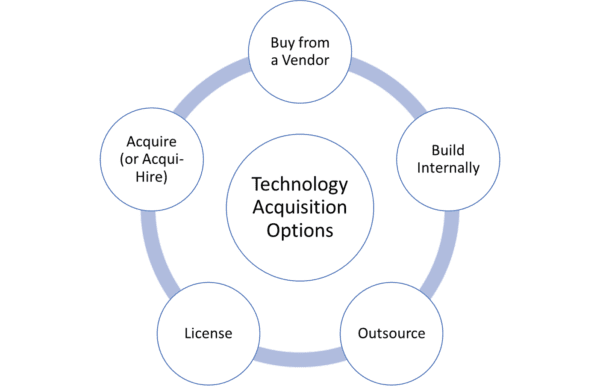 Buy from
a Vendor
Build
Internally
Outsource
License
Acquire
(or Acqui-
Hire)
Technology
Acquisition
Options